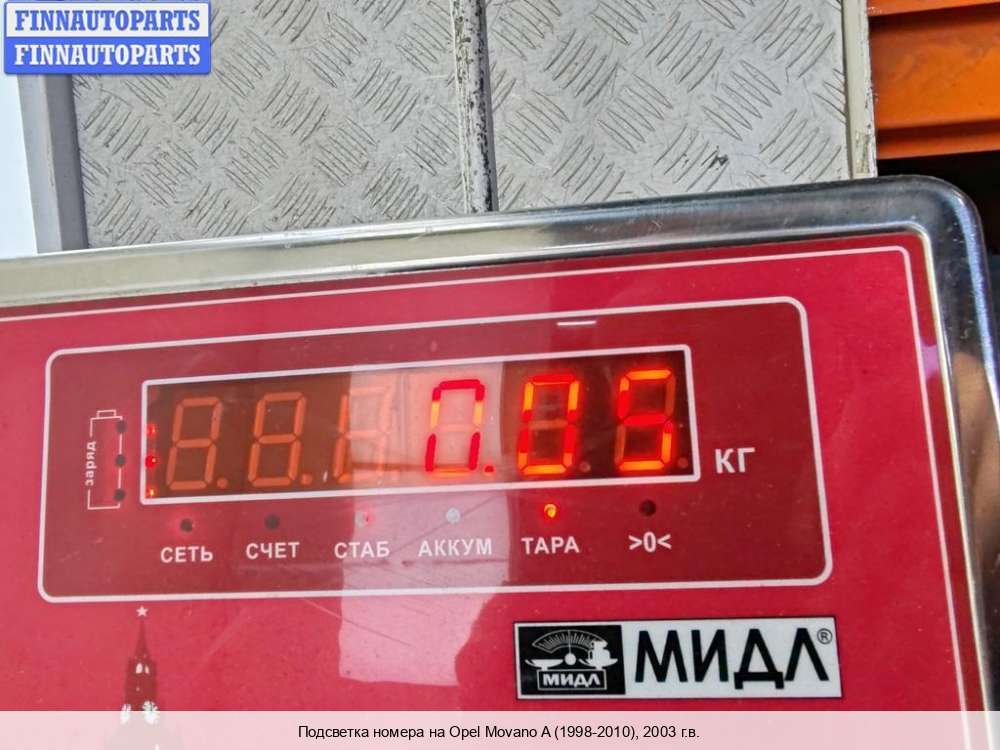 FINNAUTOPARTS
FINNAUTOPARTS
заряд
0.05 КГ
СЕТЬ СЧЕТ СТАБ АККУМ ТАРА >0<
МИДЛ МИДЛ®
Подсветка номера на Opel Movano A (1998-2010), 2003 г.в.